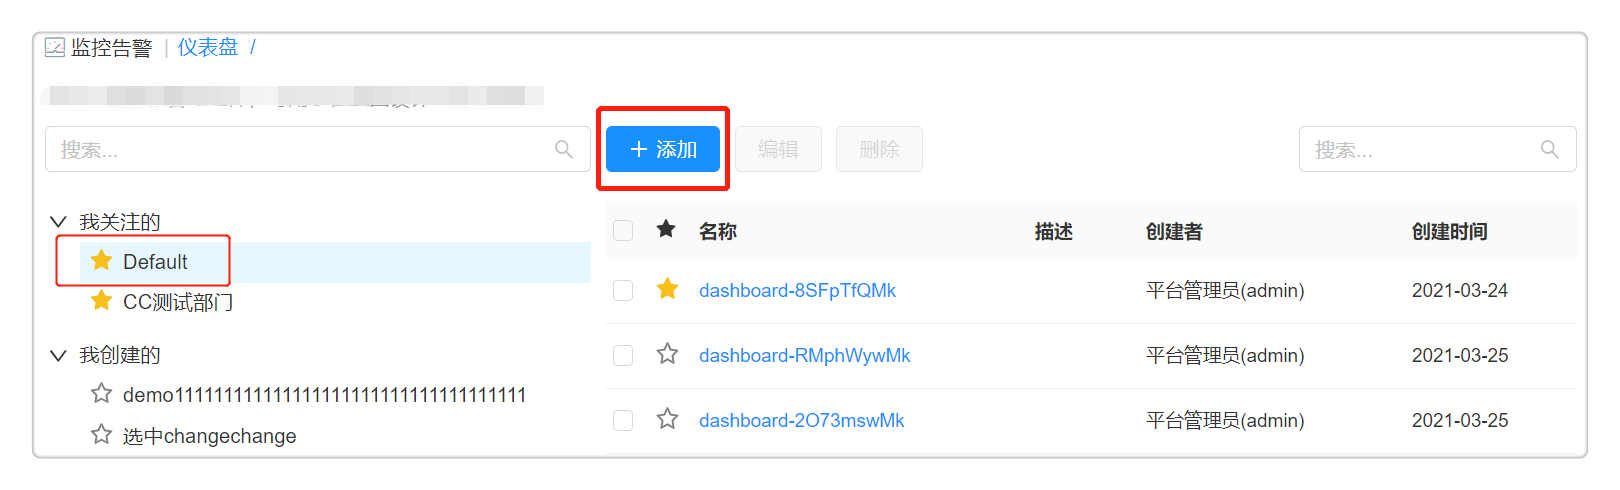 监控告警 | 仪表盘 /
搜索...
+ 添加 编辑 删除
搜索...
我关注的
Default
CC测试部门
我创建的
demo111111111111111111111111111111111111
选中changechange
名称 描述 创建者 创建时间
dashboard-8SFpTfQMk 平台管理员(admin) 2021-03-24
dashboard-RMphWywMk 平台管理员(admin) 2021-03-25
dashboard-2O73mswMk 平台管理员(admin) 2021-03-25